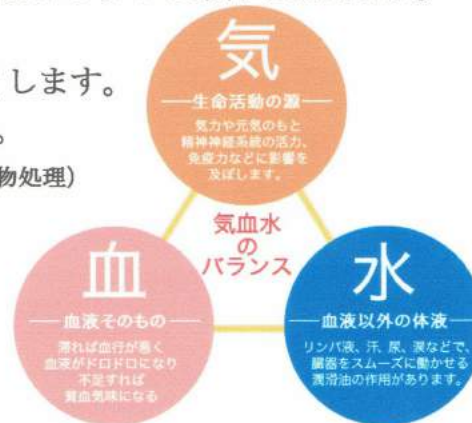 します。
。
物処理）
気
生命活動の源
気力や元気のもと
精神神経系統の活力、
免疫力などに影響を
及ぼします。
気血水
の
バランス
血
血液そのもの
滞れば血行が悪く
血液がドロドロになり
不足すれば
貧血気味になる
水
血液以外の体液
リンパ液、汗、尿、涙などで、
臓器をスムーズに働かせる
潤滑油の作用があります。